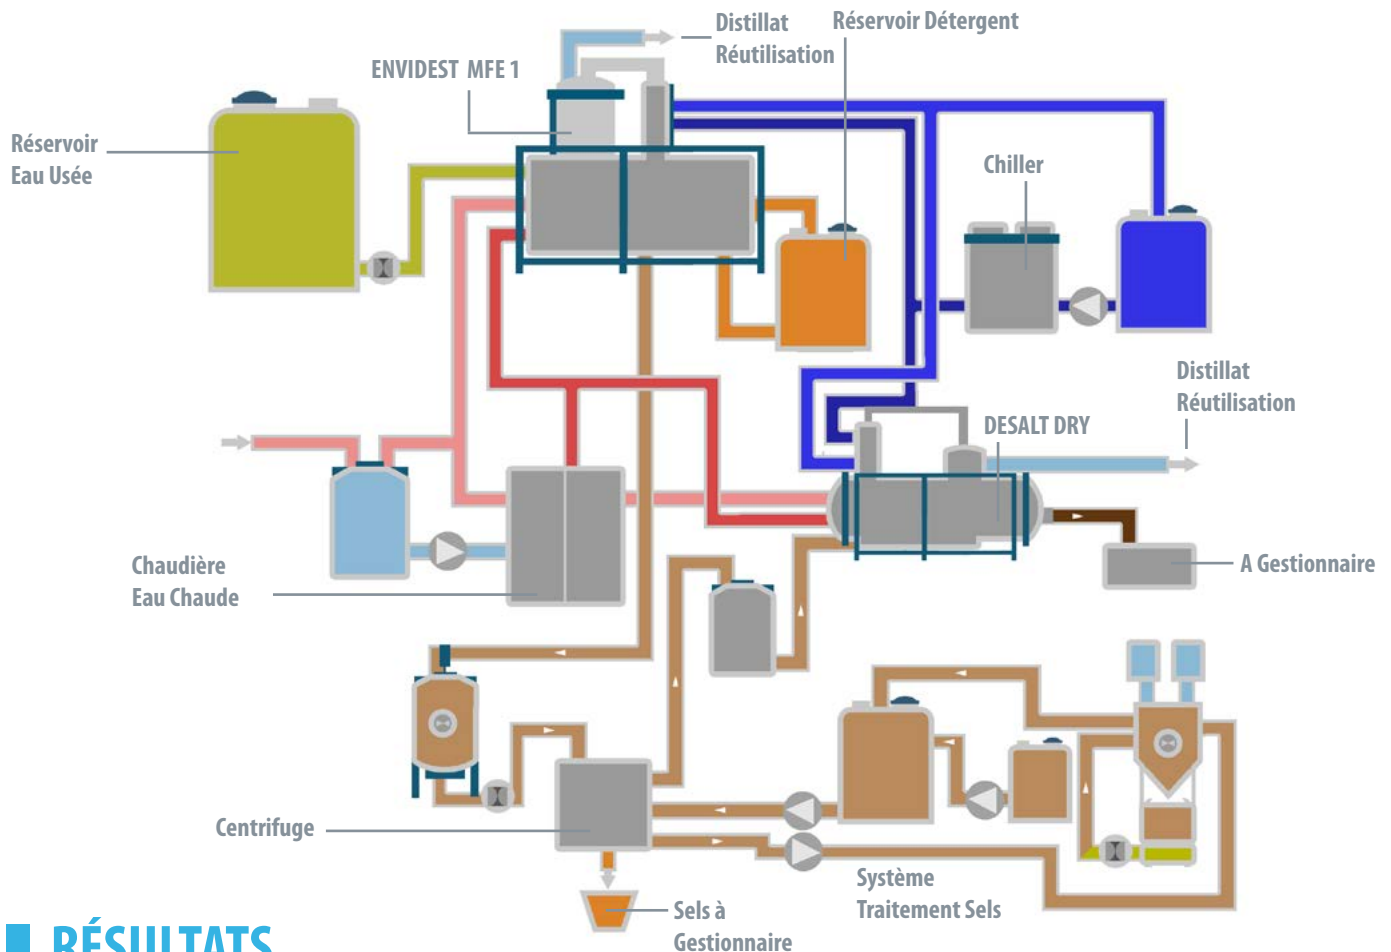 Distillat
Réutilisation
Réservoir Détergent
ENVIDEST MFE 1
Réservoir
Eau Usée
Chiller
Distillat
Réutilisation
DESALT DRY
Chaudière
Eau Chaude
A Gestionnaire
Centrifuge
Système
Traitement Sels
Sels à
Gestionnaire
RÉSULTATS